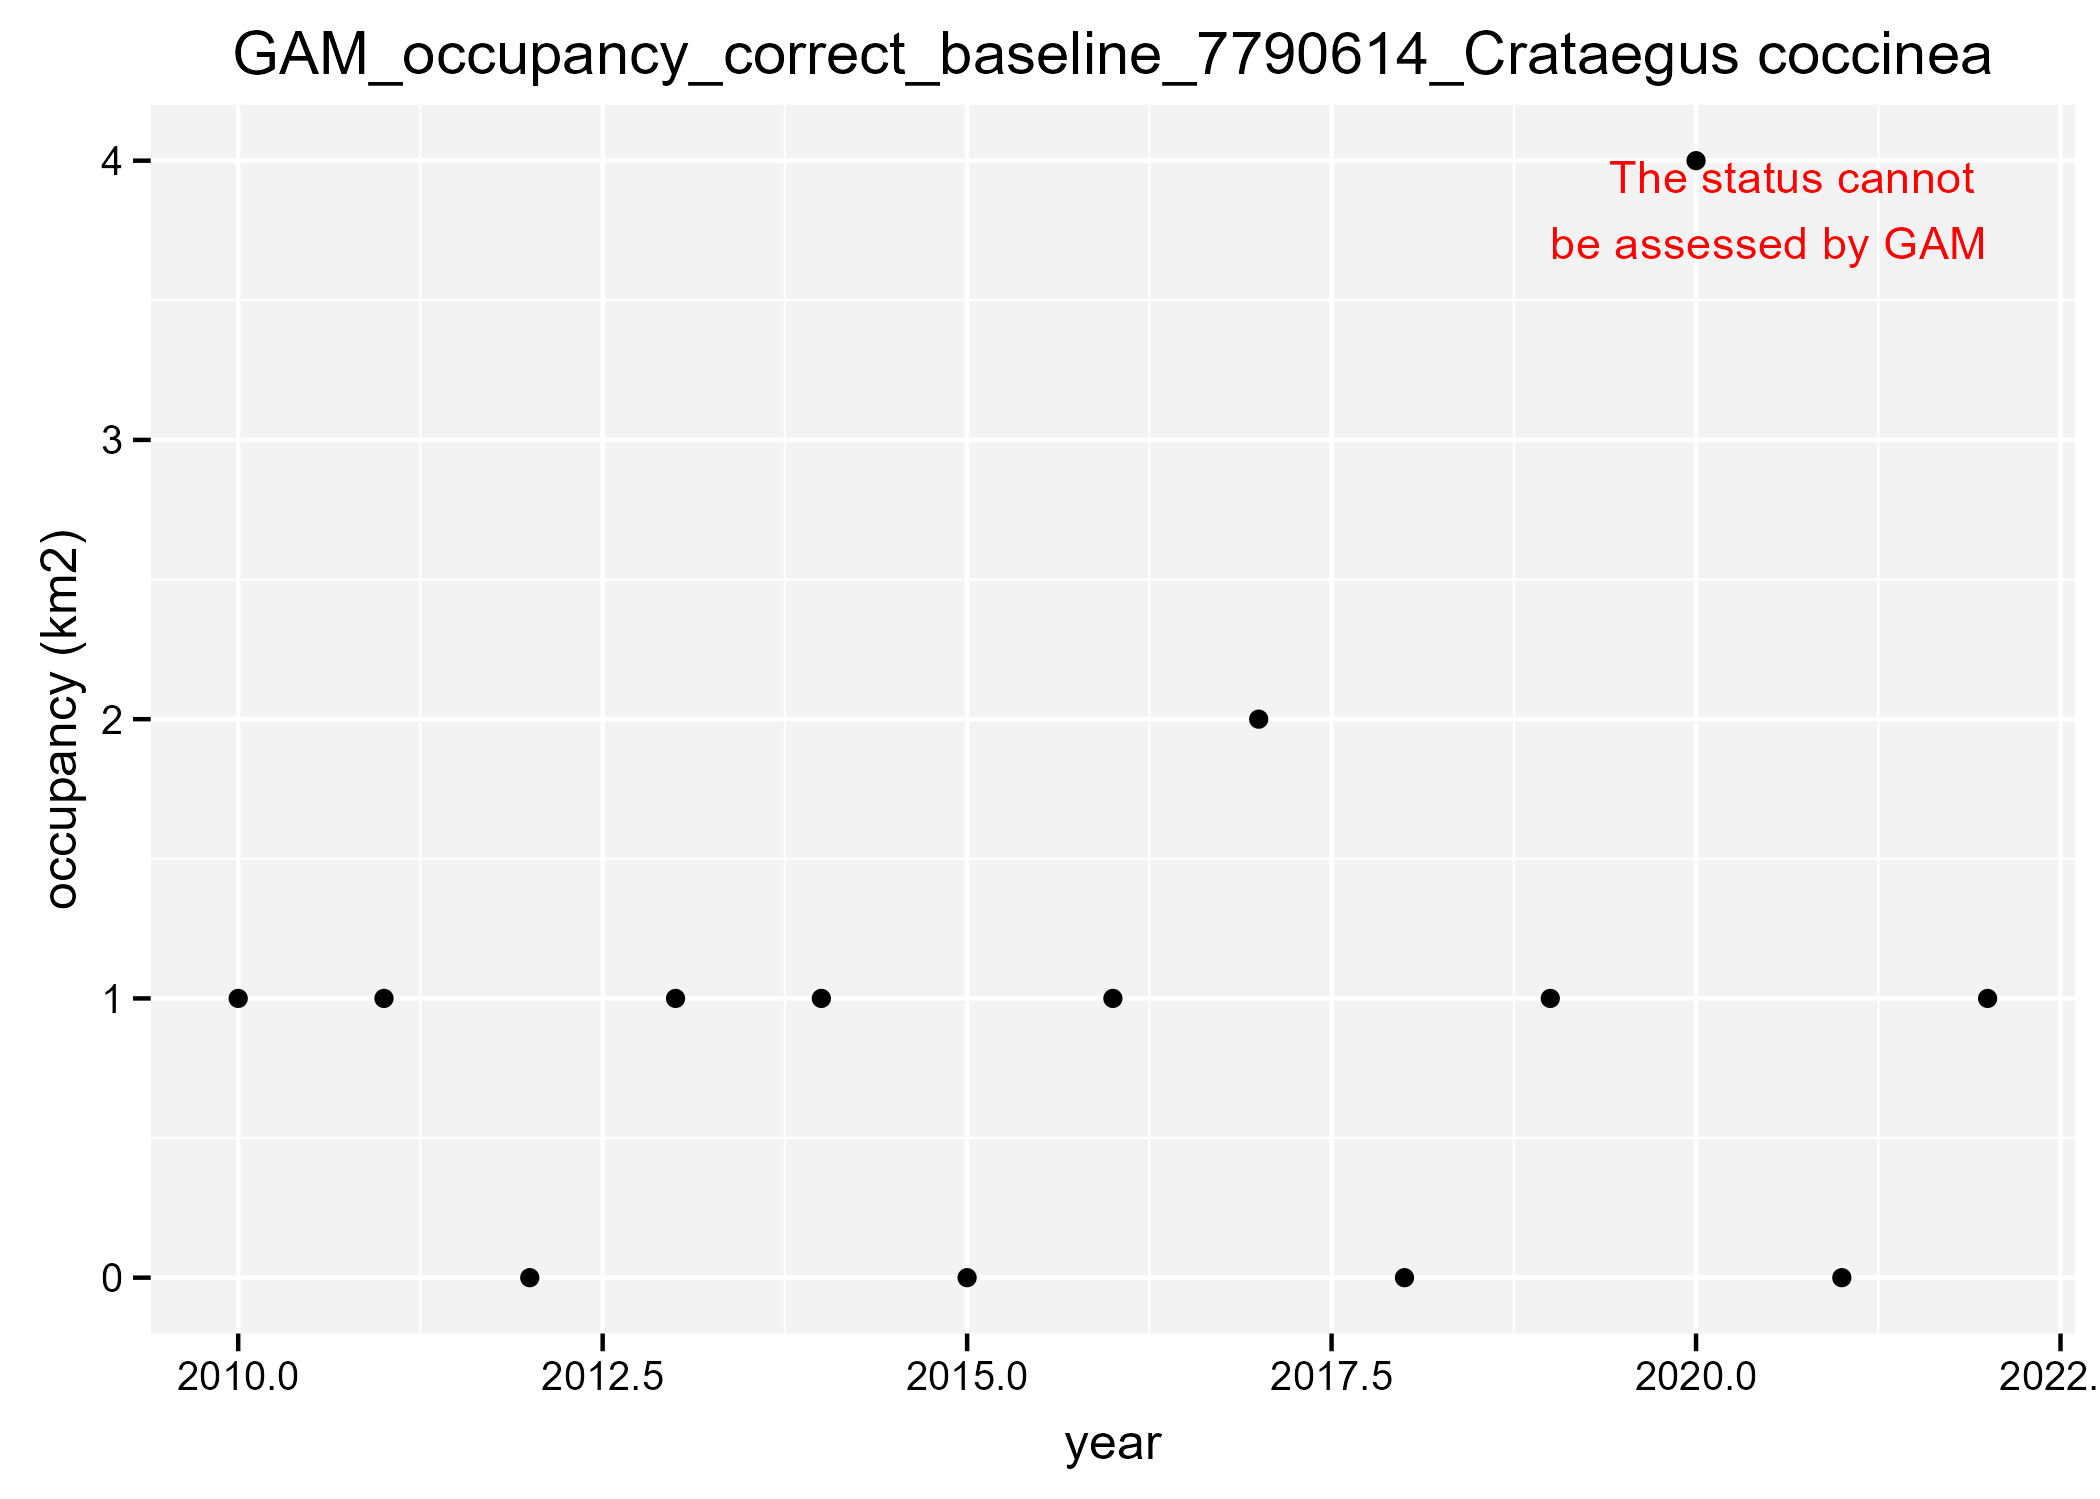 GAM_occupancy_correct_baseline_7790614_Crataegus coccinea
The status cannot
be assessed by GAM
4
3
2
1
0
occupancy (km2)
2010.0 2012.5 2015.0 2017.5 2020.0 2022.
year